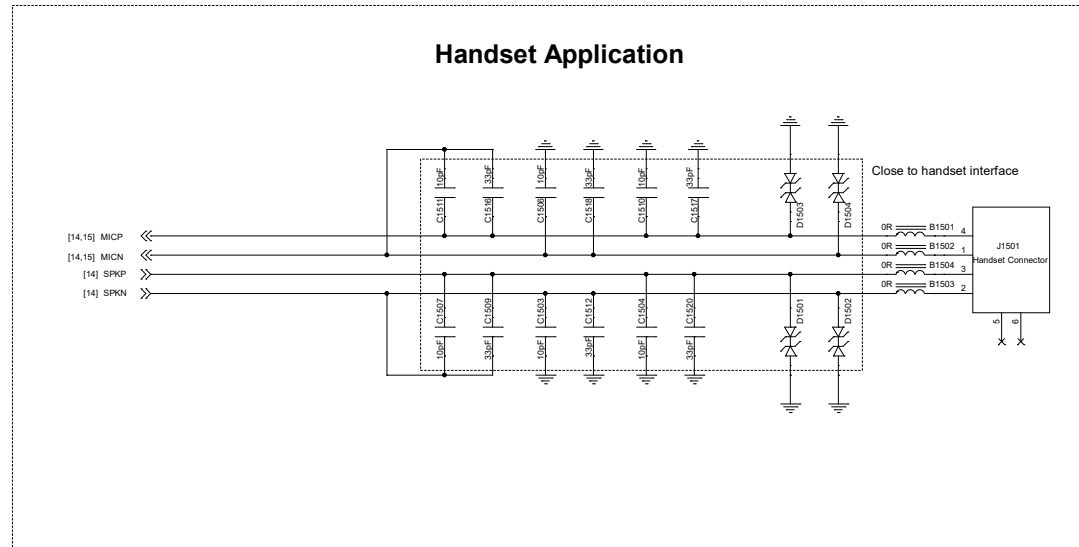 Handset Application
10pF
33pF
10pF
33pF
10pF
33pF
C1511
C1516
C1506
C1518
C1510
C1517
D1503
D1504
Close to handset interface
[14,15] MICP
[14,15] MICN
[14] SPKP
[14] SPKN
0R B1501 4
0R B1502 1
0R B1504 3
0R B1503 2
J1501
Handset Connector
5
6
C1507
C1509
C1503
C1512
C1504
C1520
D1501
D1502
10pF
33pF
10pF
33pF
10pF
33pF